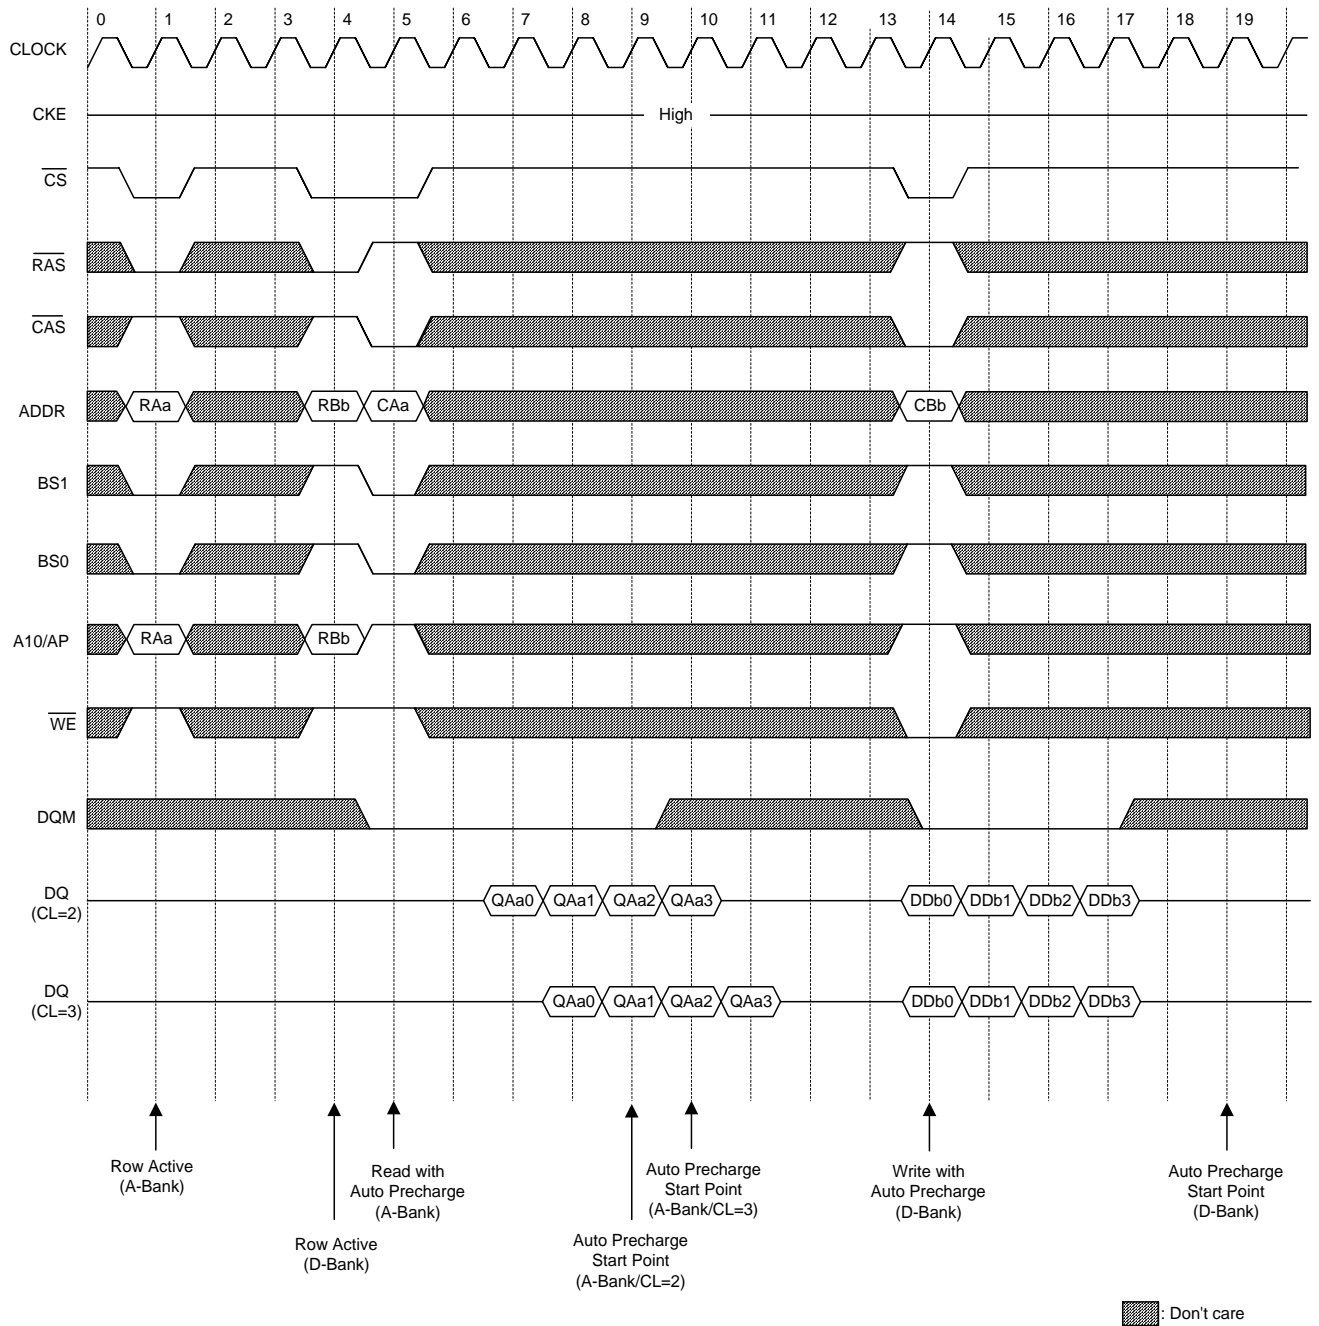 0 1 2 3 4 5 6 7 8 9 10 11 12 13 14 15 16 17 18 19
CLOCK
CKE High
CS
RAS
CAS
ADDR RAa RBb CAa CBb
BS1
BS0
A10/AP RAa RBb
WE
DQM
DQ
(CL=2)
QAa0 QAa1 QAa2 QAa3 DDb0 DDb1 DDb2 DDb3
DQ
(CL=3)
QAa0 QAa1 QAa2 QAa3 DDb0 DDb1 DDb2 DDb3
Row Active
(A-Bank)
Row Active
(D-Bank)
Read with
Auto Precharge
(A-Bank)
Auto Precharge
Start Point
(A-Bank/CL=2)
Auto Precharge
Start Point
(A-Bank/CL=3)
Write with
Auto Precharge
(D-Bank)
Auto Precharge
Start Point
(D-Bank)
: Don't care